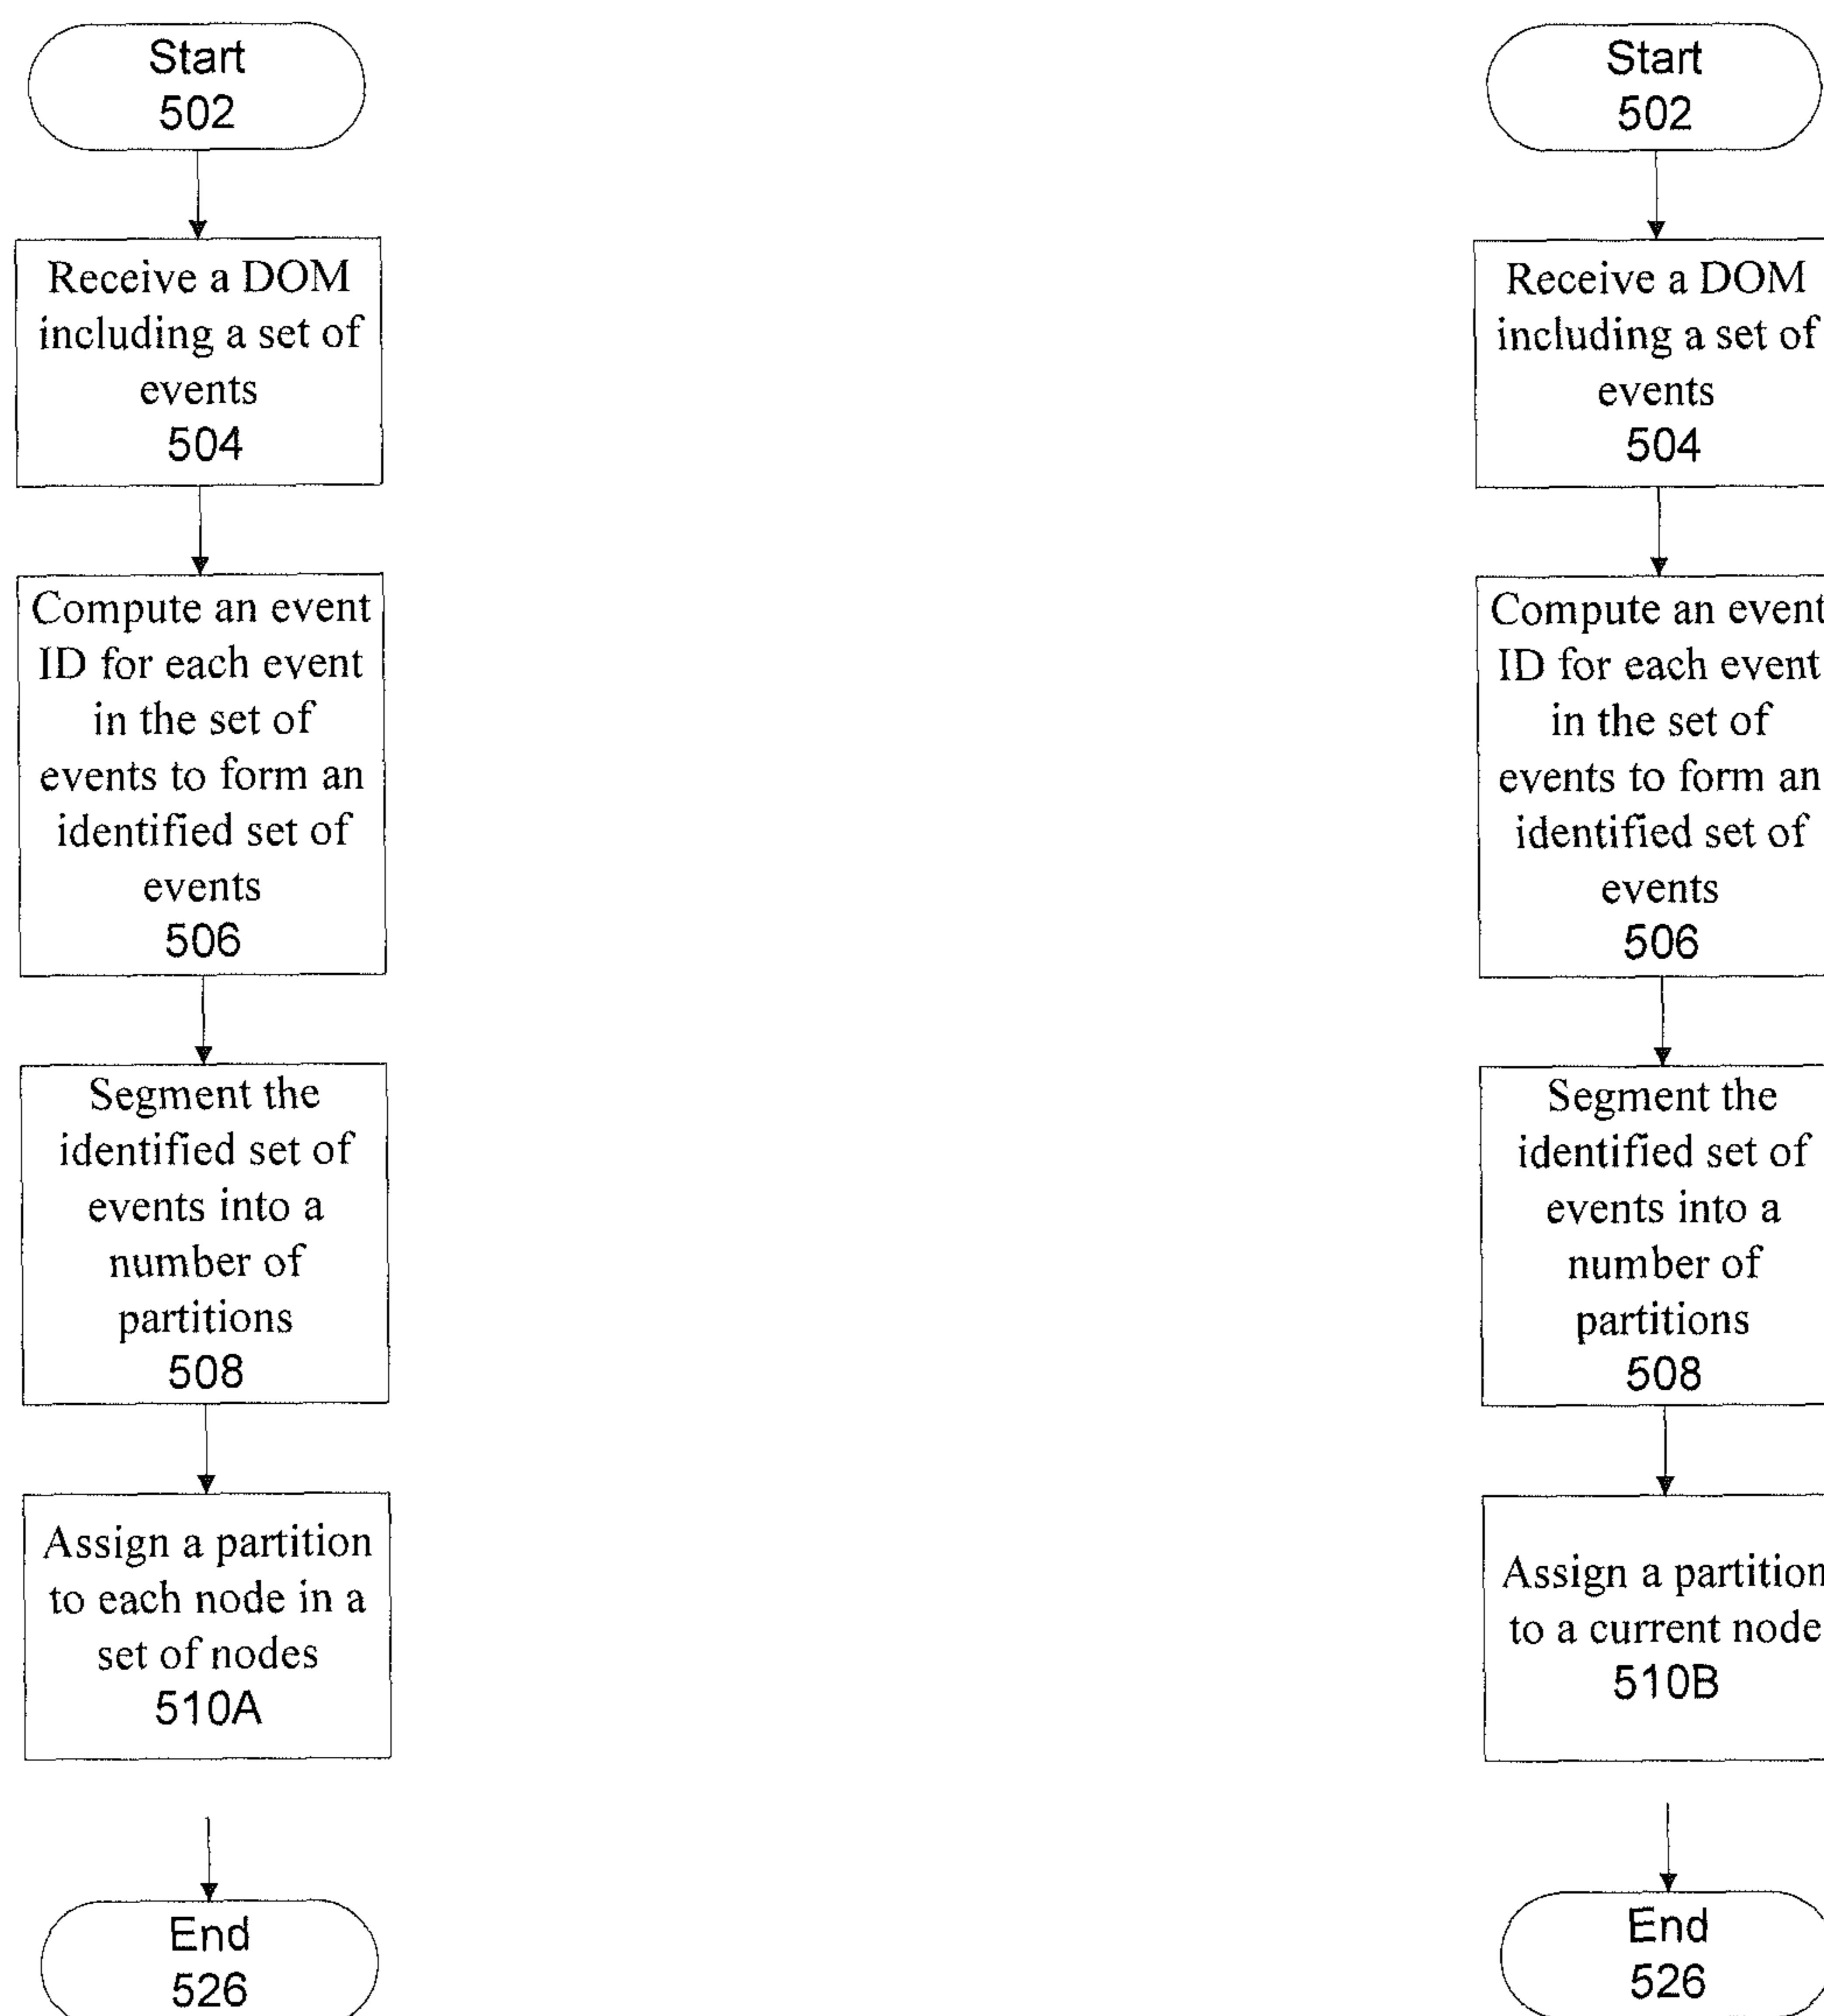 Start
502
Receive a DOM
including a set of
events
504
Compute an event
ID for each event
in the set of
events to form an
identified set of
events
506
Segment the
identified set of
events into a
number of
partitions
508
Assign a partition
to each node in a
set of nodes
510A
End
526
Start
502
Receive a DOM
including a set of
events
504
Compute an event
ID for each event
in the set of
events to form an
identified set of
events
506
Segment the
identified set of
events into a
number of
partitions
508
Assign a partition
to a current node
510B
End
526